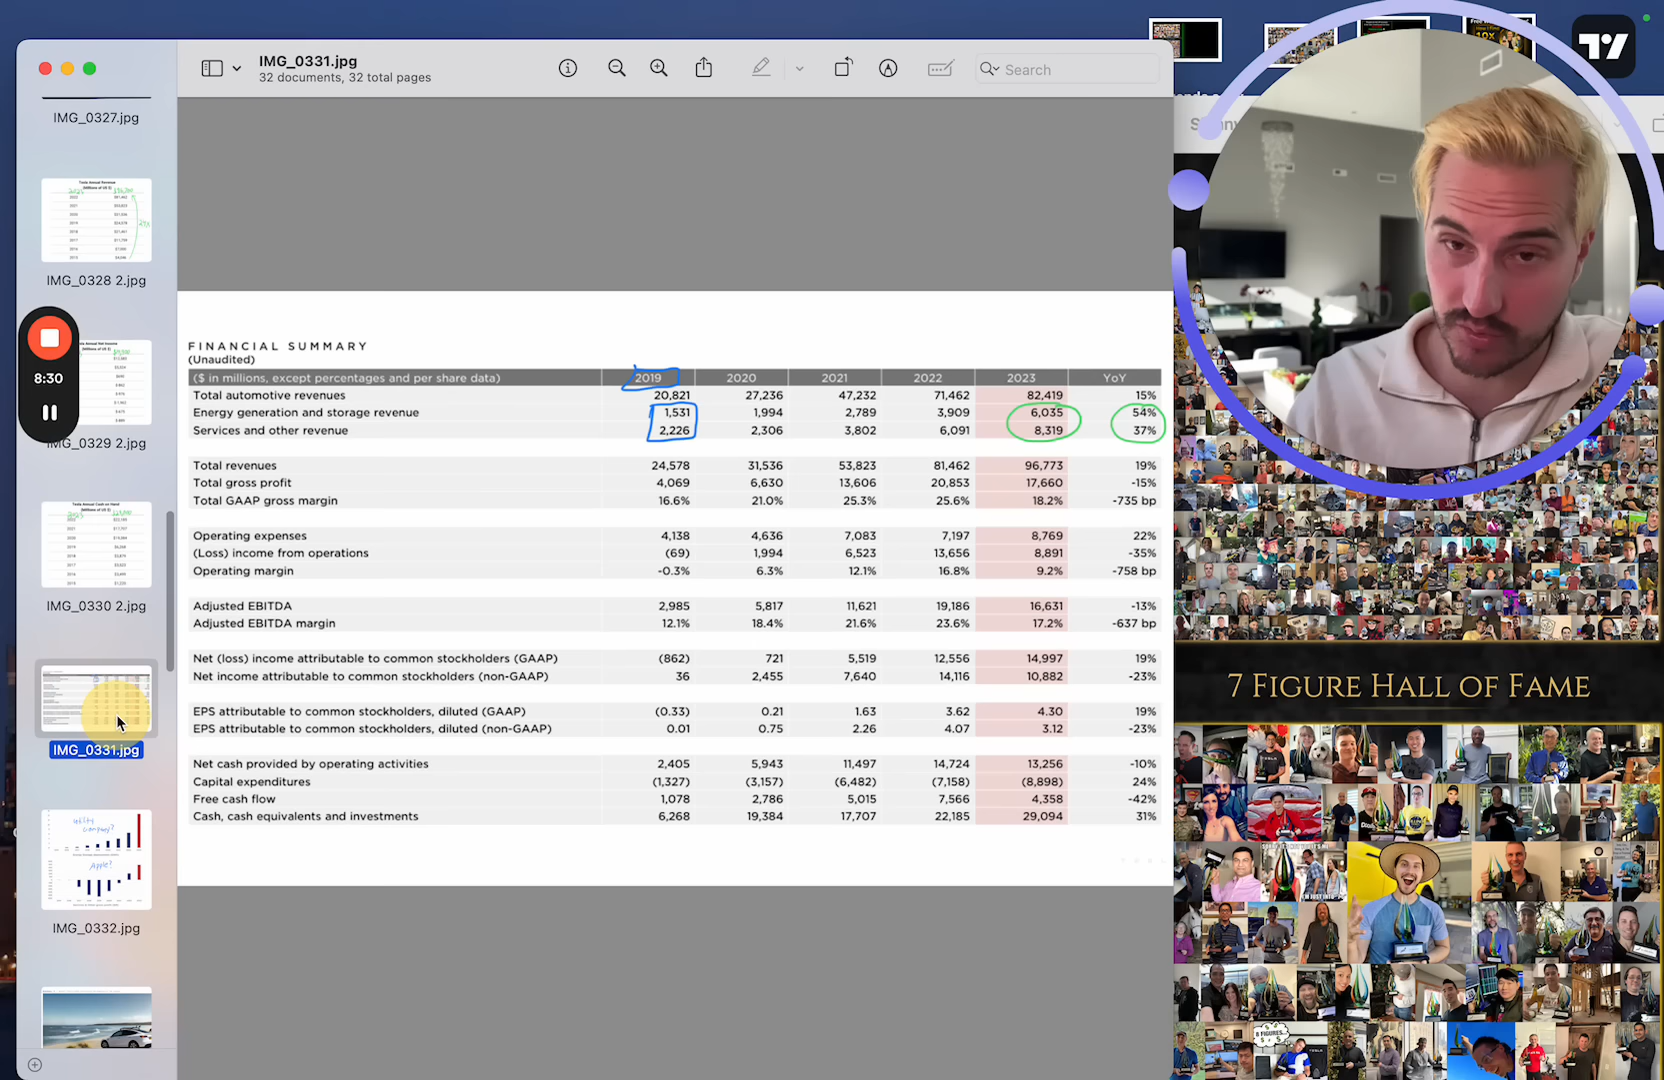 IMG_0331.jpg
32 documents, 32 total pages
Search
IMG_0327.jpg
Tesla Annual Revenue
(Millions of US $)
IMG_0328 2.jpg
8:30
IMG_0329 2.jpg
IMG_0330 2.jpg
IMG_0331.jpg
Utility Company?
Apple?
IMG_0332.jpg
FINANCIAL SUMMARY
(Unaudited)
($ in millions, except percentages and per share data) 2019 2020 2021 2022 2023 YoY
Total automotive revenues 20,821 27,236 47,232 71,462 82,419 15%
Energy generation and storage revenue 1,531 1,994 2,789 3,909 6,035 54%
Services and other revenue 2,226 2,306 3,802 6,091 8,319 37%
Total revenues 24,578 31,536 53,823 81,462 96,773 19%
Total gross profit 4,069 6,630 13,606 20,853 17,660 -15%
Total GAAP gross margin 16.6% 21.0% 25.3% 25.6% 18.2% -735 bp
Operating expenses 4,138 4,636 7,083 7,197 8,769 22%
(Loss) income from operations (69) 1,994 6,523 13,656 8,891 -35%
Operating margin -0.3% 6.3% 12.1% 16.8% 9.2% -758 bp
Adjusted EBITDA 2,985 5,817 11,621 19,186 16,631 -13%
Adjusted EBITDA margin 12.1% 18.4% 21.6% 23.6% 17.2% -637 bp
Net (loss) income attributable to common stockholders (GAAP) (862) 721 5,519 12,556 14,997 19%
Net income attributable to common stockholders (non-GAAP) 36 2,455 7,640 14,116 10,882 -23%
EPS attributable to common stockholders, diluted (GAAP) (0.33) 0.21 1.63 3.62 4.30 19%
EPS attributable to common stockholders, diluted (non-GAAP) 0.01 0.75 2.26 4.07 3.12 -23%
Net cash provided by operating activities 2,405 5,943 11,497 14,724 13,256 -10%
Capital expenditures (1,327) (3,157) (6,482) (7,158) (8,898) 24%
Free cash flow 1,078 2,786 5,015 7,566 4,358 -42%
Cash, cash equivalents and investments 6,268 19,384 17,707 22,185 29,094 31%
7 FIGURE HALL OF FAME